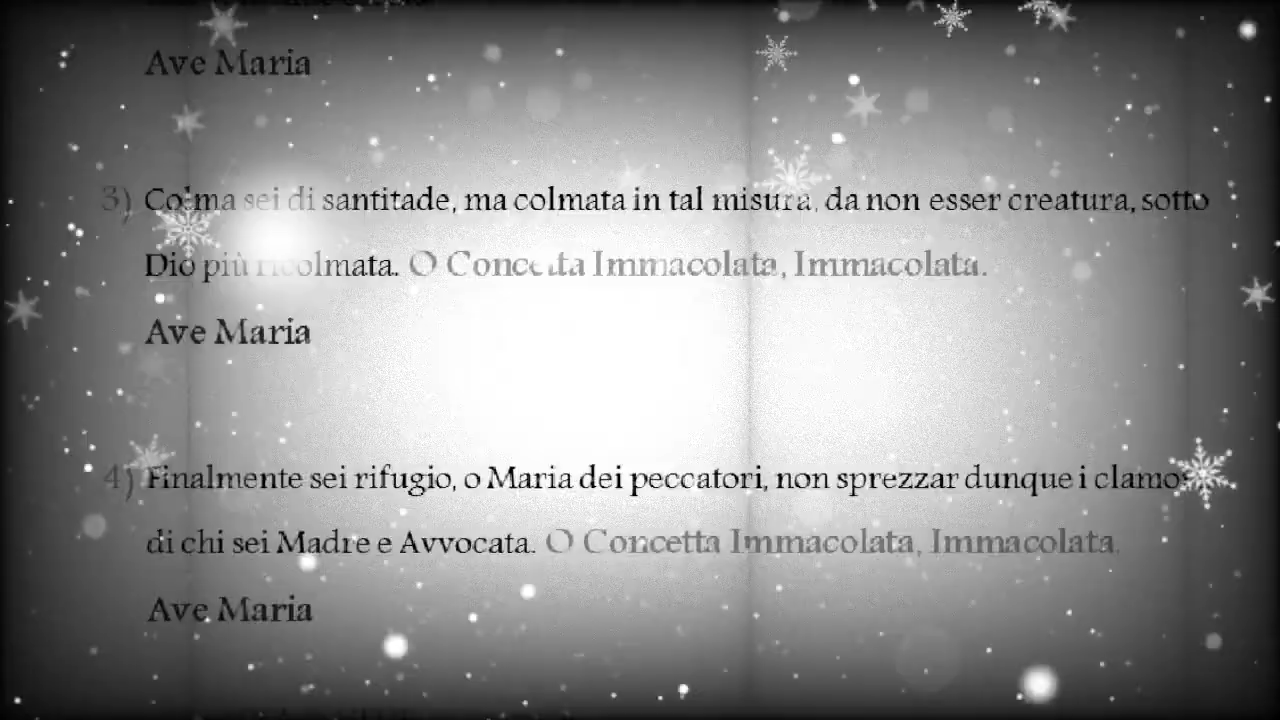 Ave Maria
3) Colma sei di santitade, ma colmata in tal misura, da non esser creatura, sotto
Dio più ricolmata. O Concetta Immacolata, Immacolata.
Ave Maria
4) Finalmente sei rifugio, o Maria dei peccatori, non sprezzar dunque i
di chi sei Madre e Avvocata. O Concetta Immacolata, Immacolata.
Ave Maria